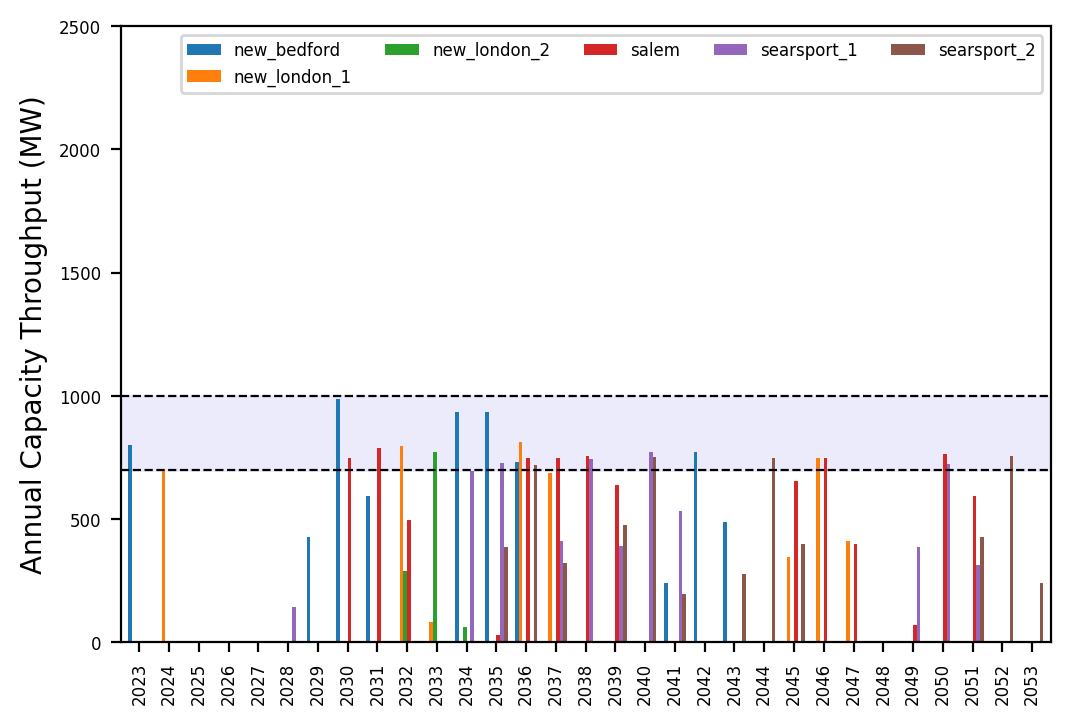 Annual Capacity Throughput (MW)
2500
2000
1500
1000
500
0
new_bedford new_london_2 salem searsport_1 searsport_2
new_london_1
2023 2024 2025 2026 2027 2028 2029 2030 2031 2032 2033 2034 2035 2036 2037 2038 2039 2040 2041 2042 2043 2044 2045 2046 2047 2048 2049 2050 2051 2052 2053